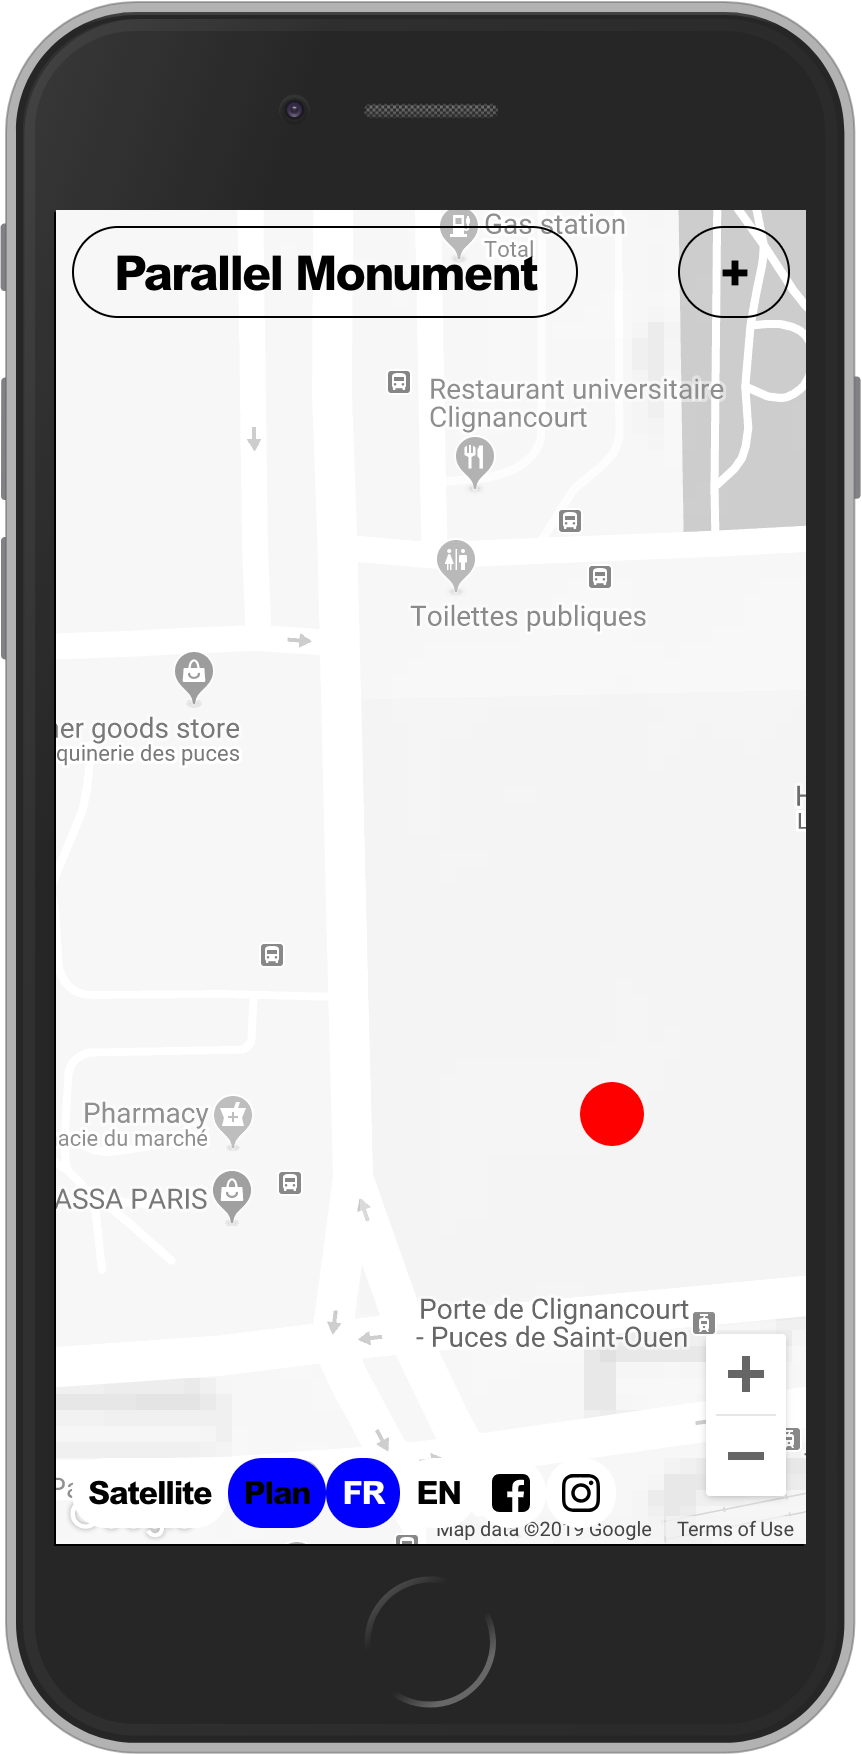 Gas station
Total
Parallel Monument
+
Restaurant universitaire
Clignancourt
Toilettes publiques
er goods store
quinerie des puces
H
L
Pharmacy
acie du marché
ASSA PARIS
Porte de Clignancourt
- Puces de Saint-Ouen
+
−
Satellite Plan FR EN
Google
Map data ©2019 Google Terms of Use